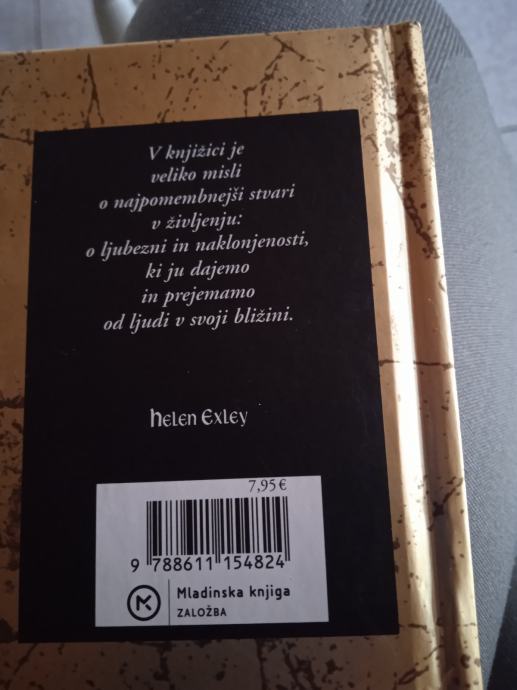 V knjižici je
veliko misli
o najpomembnejši stvari
v življenju:
o ljubezni in naklonjenosti,
ki ju dajemo
in prejemamo
od ljudi v svoji bližini.
helen exley
7,95 €
9 788611 154824
Mladinska knjiga
ZALOŽBA